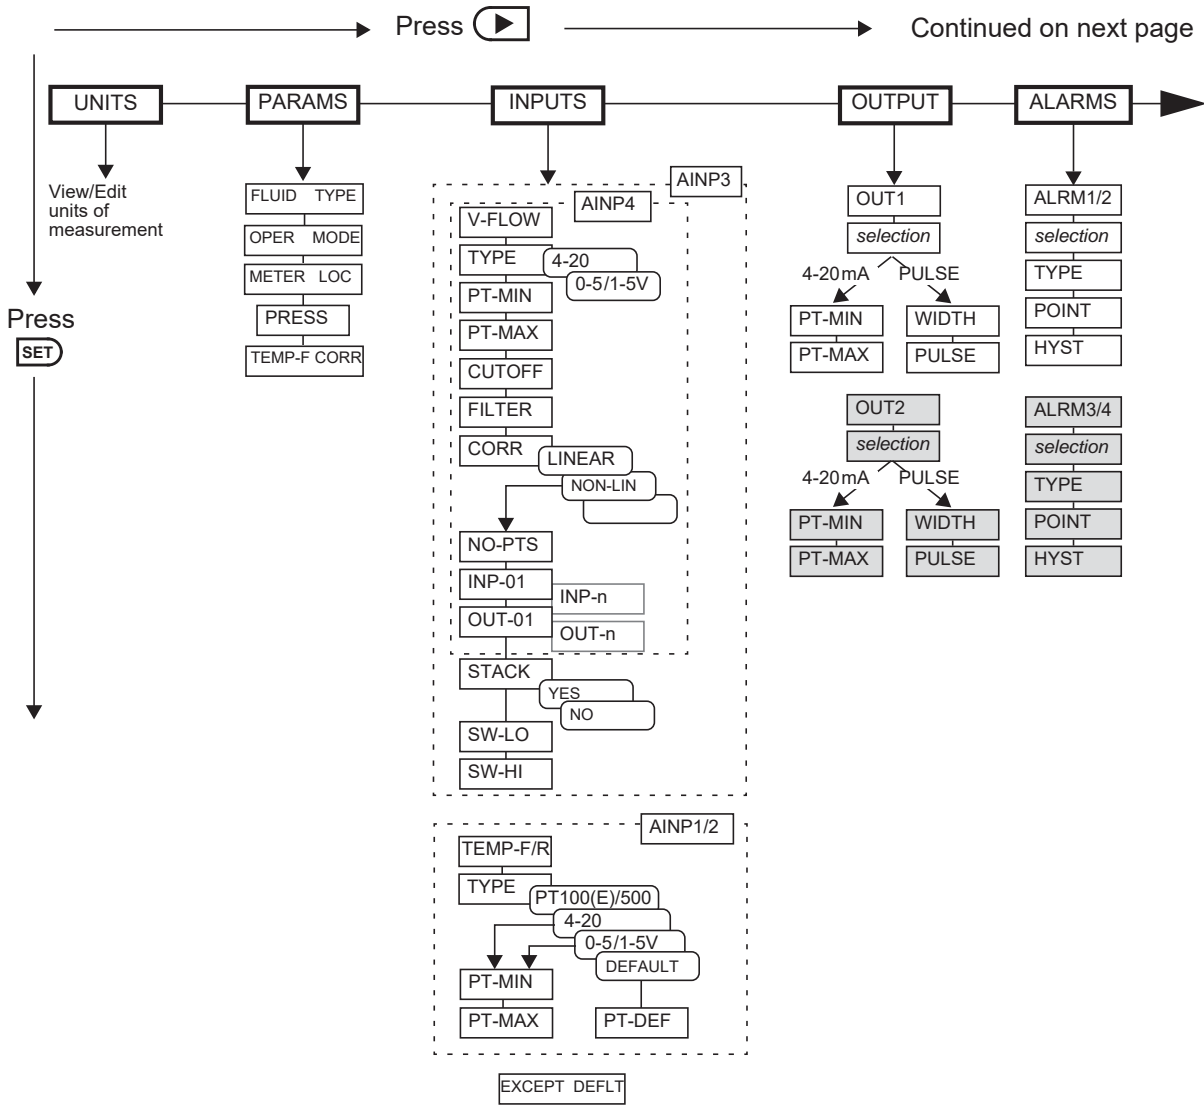 Press
Continued on next page
UNITS
PARAMS
INPUTS
OUTPUT
ALARMS
View/Edit
units of
measurement
Press
SET
FLUID TYPE
OPER MODE
METER LOC
PRESS
TEMP-F CORR
AINP3
AINP4
V-FLOW
TYPE
4-20
0-5/1-5V
PT-MIN
PT-MAX
CUTOFF
FILTER
CORR
LINEAR
NON-LIN
NO-PTS
INP-01
INP-n
OUT-01
OUT-n
STACK
YES
NO
SW-LO
SW-HI
AINP1/2
TEMP-F/R
TYPE
PT100(E)/500
4-20
0-5/1-5V
DEFAULT
PT-MIN
PT-MAX
PT-DEF
EXCEPT DEFLT
OUT1
selection
4-20mA PULSE
PT-MIN WIDTH
PT-MAX PULSE
OUT2
selection
4-20mA PULSE
PT-MIN WIDTH
PT-MAX PULSE
ALRM1/2
selection
TYPE
POINT
HYST
ALRM3/4
selection
TYPE
POINT
HYST